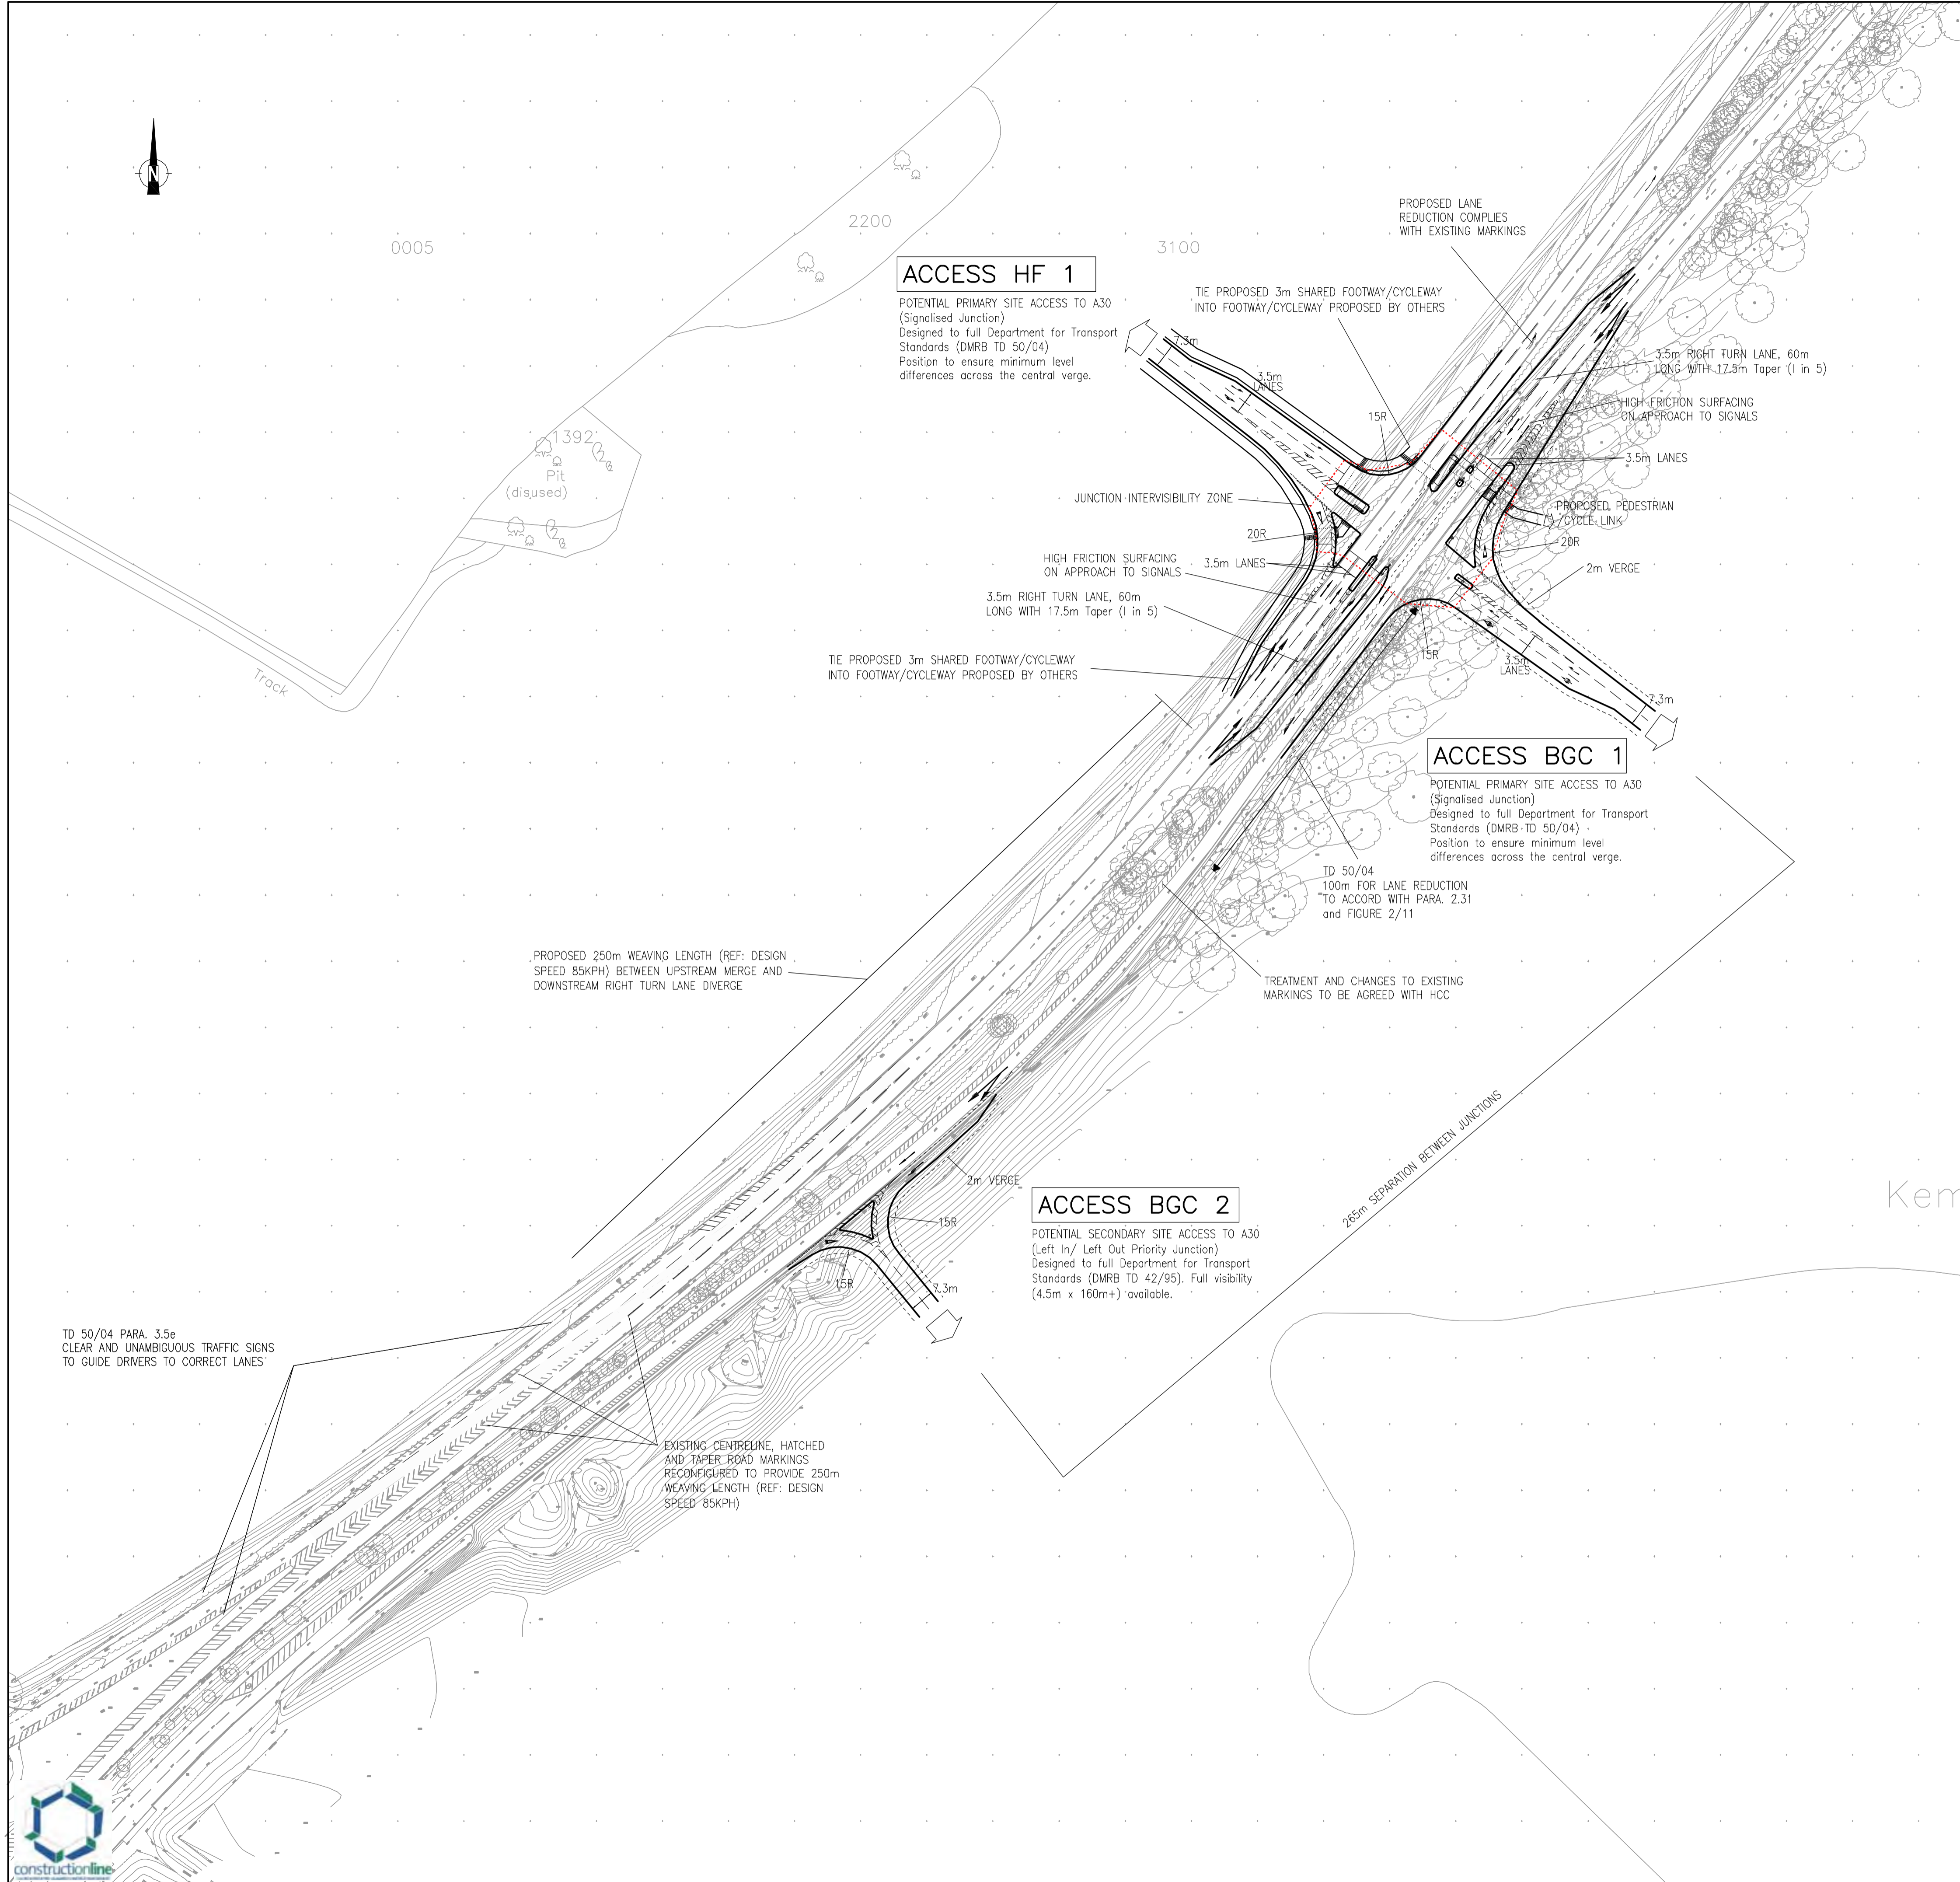 N
0005
2200
3100
1392
Pit
(disused)
Track
Kem
ACCESS HF 1
POTENTIAL PRIMARY SITE ACCESS TO A30
(Signalised Junction)
Designed to full Department for Transport
Standards (DMRB TD 50/04)
Position to ensure minimum level
differences across the central verge.
PROPOSED LANE
REDUCTION COMPLIES
WITH EXISTING MARKINGS
TIE PROPOSED 3m SHARED FOOTWAY/CYCLEWAY
INTO FOOTWAY/CYCLEWAY PROPOSED BY OTHERS
7.3m
3.5m
LANES
15R
3.5m RIGHT TURN LANE, 60m
LONG WITH 17.5m Taper (I in 5)
HIGH FRICTION SURFACING
ON APPROACH TO SIGNALS
3.5m LANES
PROPOSED PEDESTRIAN
/CYCLE LINK
20R
2m VERGE
JUNCTION INTERVISIBILITY ZONE
20R
HIGH FRICTION SURFACING
ON APPROACH TO SIGNALS
3.5m LANES
3.5m RIGHT TURN LANE, 60m
LONG WITH 17.5m Taper (I in 5)
TIE PROPOSED 3m SHARED FOOTWAY/CYCLEWAY
INTO FOOTWAY/CYCLEWAY PROPOSED BY OTHERS
15R
3.5m
LANES
7.3m
ACCESS BGC 1
POTENTIAL PRIMARY SITE ACCESS TO A30
(Signalised Junction)
Designed to full Department for Transport
Standards (DMRB TD 50/04)
Position to ensure minimum level
differences across the central verge.
TD 50/04
100m FOR LANE REDUCTION
TO ACCORD WITH PARA. 2.31
and FIGURE 2/11
PROPOSED 250m WEAVING LENGTH (REF: DESIGN
SPEED 85KPH) BETWEEN UPSTREAM MERGE AND
DOWNSTREAM RIGHT TURN LANE DIVERGE
TREATMENT AND CHANGES TO EXISTING
MARKINGS TO BE AGREED WITH HCC
265m SEPARATION BETWEEN JUNCTIONS
2m VERGE
15R
15R
7.3m
ACCESS BGC 2
POTENTIAL SECONDARY SITE ACCESS TO A30
(Left In/ Left Out Priority Junction)
Designed to full Department for Transport
Standards (DMRB TD 42/95). Full visibility
(4.5m x 160m+) available.
TD 50/04 PARA. 3.5e
CLEAR AND UNAMBIGUOUS TRAFFIC SIGNS
TO GUIDE DRIVERS TO CORRECT LANES
EXISTING CENTRELINE, HATCHED
AND TAPER ROAD MARKINGS
RECONFIGURED TO PROVIDE 250m
WEAVING LENGTH (REF: DESIGN
SPEED 85KPH)
constructionline